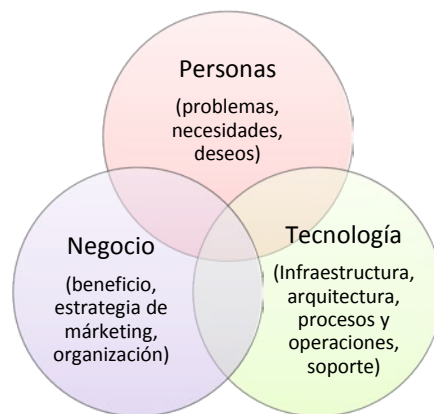 Personas
(problemas,
necesidades,
deseos)
Negocio
(beneficio,
estrategia de
márketing,
organización)
Tecnología
(Infraestructura,
arquitectura,
procesos y
operaciones,
soporte)